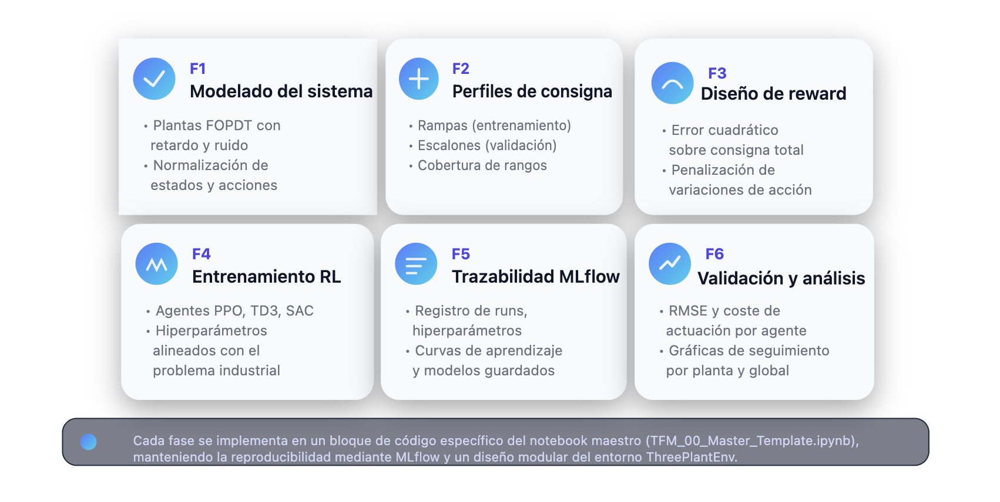 F1
Modelado del sistema
• Plantas FOPDT con
retardo y ruido
• Normalización de
estados y acciones
F2
Perfiles de consigna
• Rampas (entrenamiento)
• Escalones (validación)
• Cobertura de rangos
F3
Diseño de reward
• Error cuadrático
sobre consigna total
• Penalización de
variaciones de acción
F4
Entrenamiento RL
• Agentes PPO, TD3, SAC
• Hiperparámetros
alineados con el
problema industrial
F5
Trazabilidad MLflow
• Registro de runs,
hiperparámetros
• Curvas de aprendizaje
y modelos guardados
F6
Validación y análisis
• RMSE y coste de
actuación por agente
• Gráficas de seguimiento
por planta y global
Cada fase se implementa en un bloque de código específico del notebook maestro (TFM_00_Master_Template.ipynb),
manteniendo la reproducibilidad mediante MLflow y un diseño modular del entorno ThreePlantEnv.